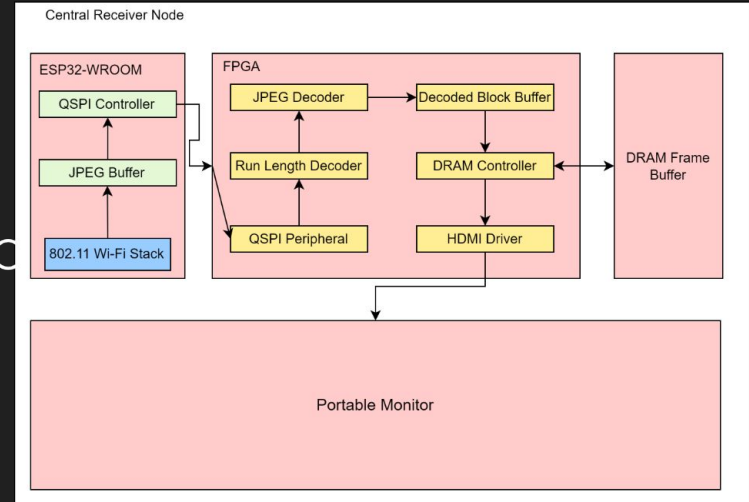 Central Receiver Node
ESP32-WROOM
QSPI Controller
JPEG Buffer
802.11 Wi-Fi Stack
FPGA
JPEG Decoder
Run Length Decoder
QSPI Peripheral
Decoded Block Buffer
DRAM Controller
HDMI Driver
DRAM Frame
Buffer
Portable Monitor